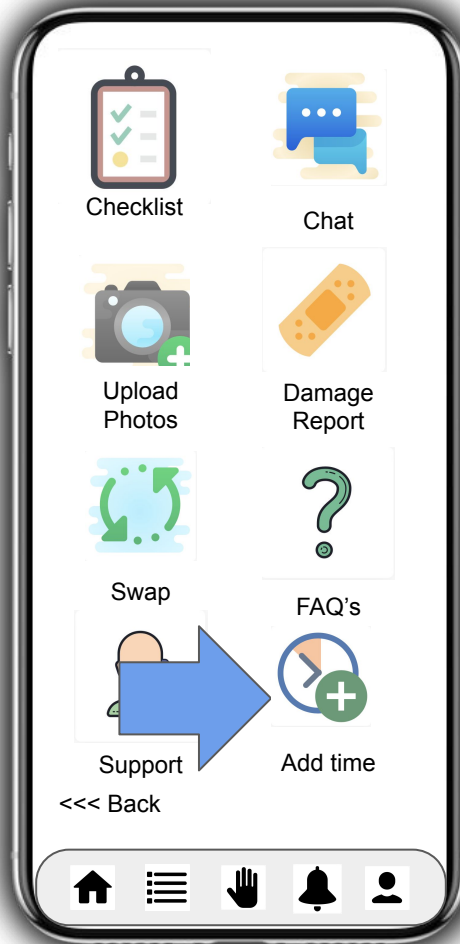 Checklist
Chat
Upload
Photos
Damage
Report
Swap
FAQ’s
Support
Add time
<<< Back